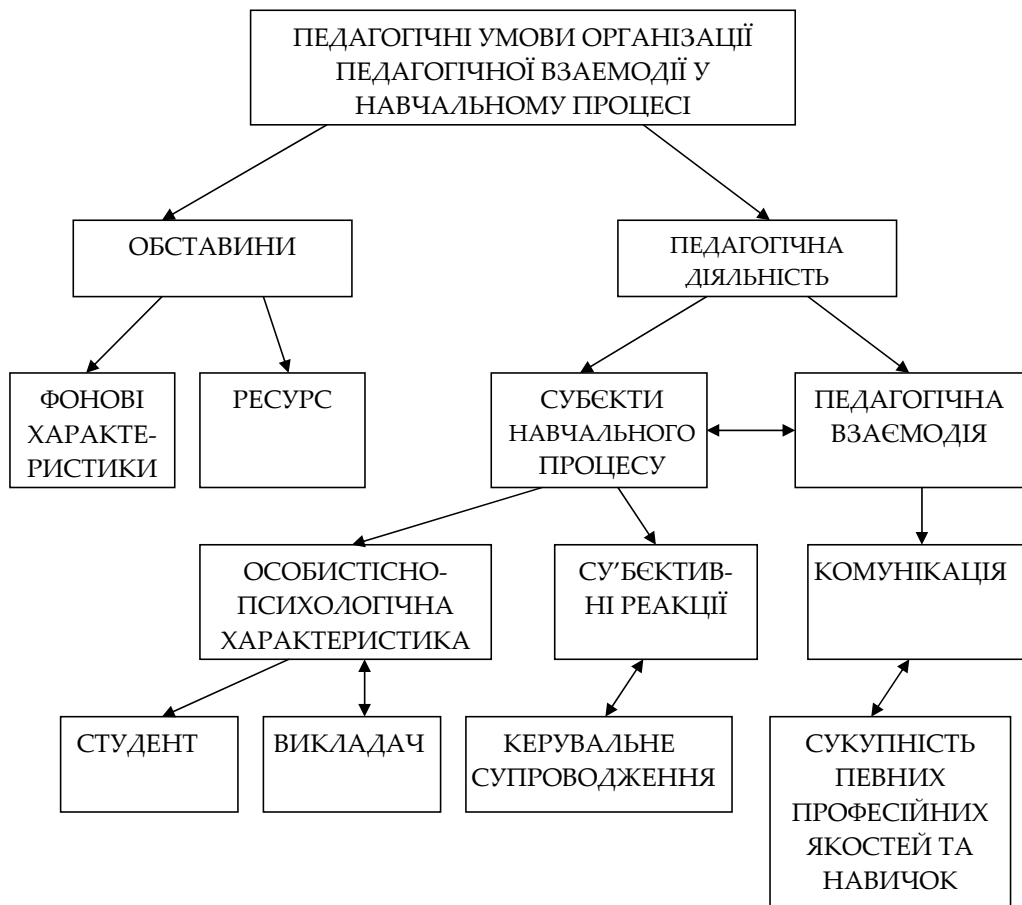 ПЕДАГОГІЧНІ УМОВИ ОРГАНІЗАЦІЇ
ПЕДАГОГІЧНОЇ ВЗАЕМОДІЇ У
НАВЧАЛЬНОМУ ПРОЦЕСІ
ОБСТАВИНИ
ПЕДАГОГІЧНА
ДІЯЛЬНІСТЬ
ФОНОВІ
ХАРАКТЕ-
РИСТИКИ
РЕСУРС
СУБЄКТИ
НАВЧАЛЬНОГО
ПРОЦЕСУ
ПЕДАГОГІЧНА
ВЗАЄМОДІЯ
ОСОБИСТІСНО-
ПСИХОЛОГІЧНА
ХАРАКТЕРИСТИКА
СУ’БЄКТИВ-
НІ РЕАКЦІЇ
КОМУНІКАЦІЯ
СТУДЕНТ
ВИКЛАДАЧ
КЕРУВАЛЬНЕ
СУПРОВОДЖЕННЯ
СУКУПНІСТЬ
ПЕВНИХ
ПРОФЕСІЙНИХ
ЯКОСТЕЙ ТА
НАВИЧОК